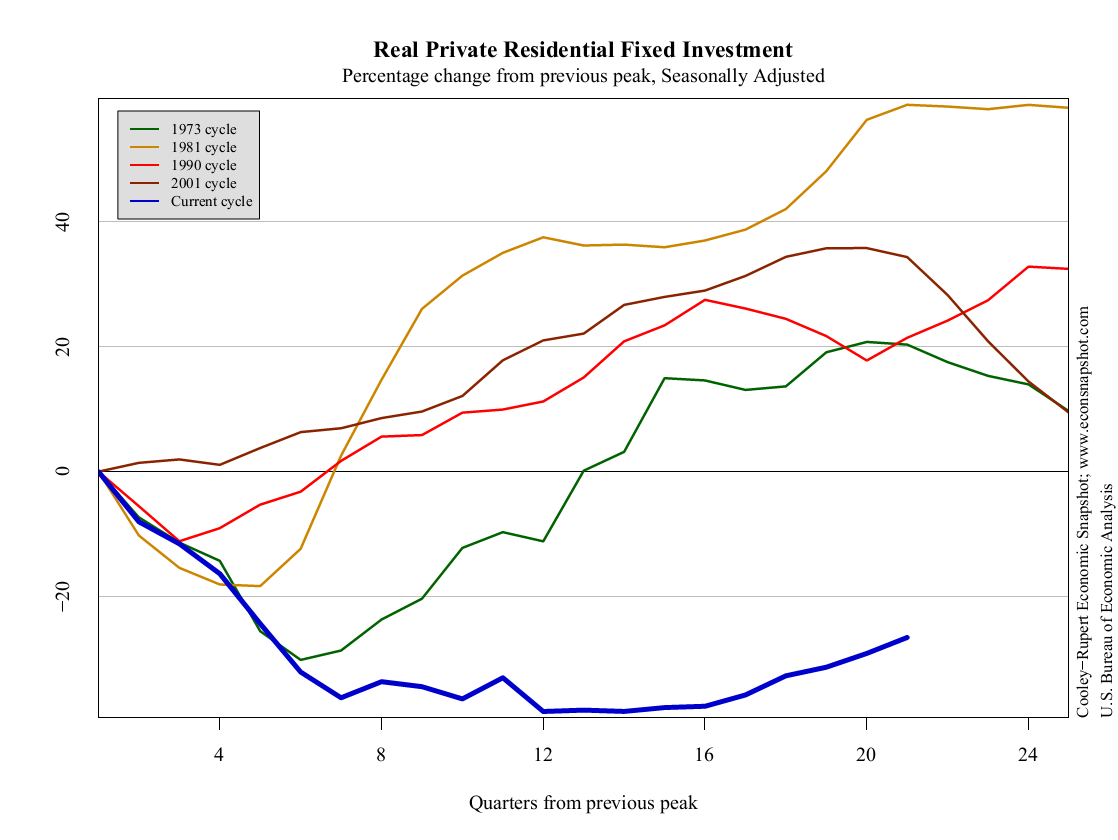 Real Private Residential Fixed Investment
Percentage change from previous peak, Seasonally Adjusted
1973 cycle
1981 cycle
1990 cycle
2001 cycle
Current cycle
40
20
0
−20
4
8
12
16
20
24
Quarters from previous peak
Cooley−Rupert Economic Snapshot; www.econsnapshot.com
U.S. Bureau of Economic Analysis